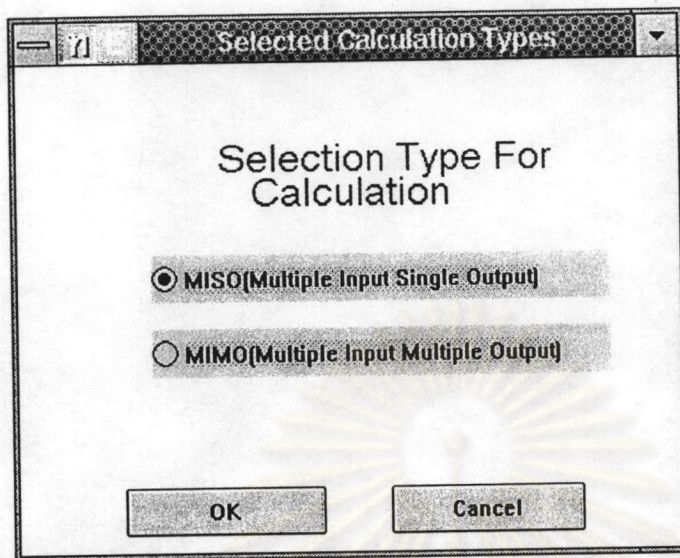 Selected Calculation Types
Selection Type For
Calculation
MISO(Multiple Input Single Output)
MIMO(Multiple Input Multiple Output)
OK
Cancel